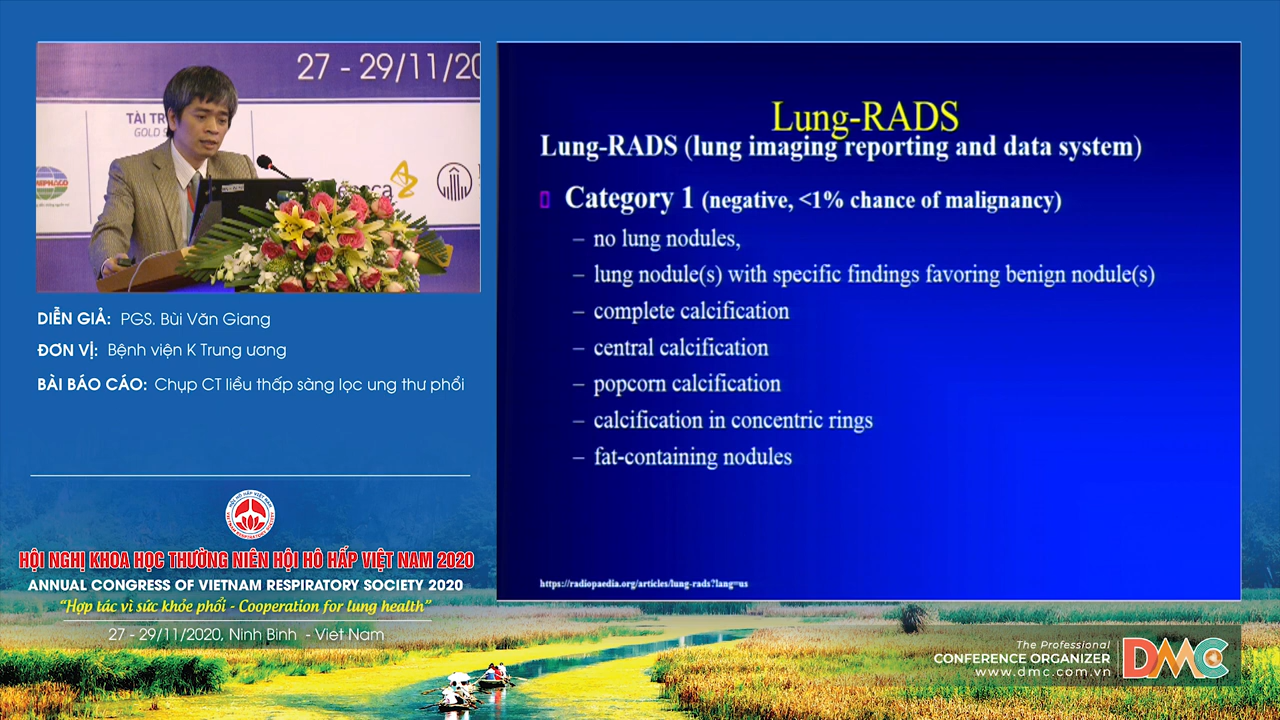 27 - 29/11/20
TÀI TR
GOLD S
Lung-RADS
Lung-RADS (lung imaging reporting and data system)
Category 1 (negative, <1% chance of malignancy)
– no lung nodules,
– lung nodule(s) with specific findings favoring benign nodule(s)
– complete calcification
– central calcification
– popcorn calcification
– calcification in concentric rings
– fat-containing nodules
https://radiopaedia.org/articles/lung-rads?lang=us
DIỄN GIẢ: PGS. Bùi Văn Giang
ĐƠN VỊ: Bệnh viện K Trung ương
BÀI BÁO CÁO: Chụp CT liều thấp sàng lọc ung thư phổi
HỘI NGHỊ KHOA HỌC THƯỜNG NIÊN HỘI HÔ HẤP VIỆT NAM 2020
ANNUAL CONGRESS OF VIETNAM RESPIRATORY SOCIETY 2020
“Hợp tác vì sức khỏe phổi - Cooperation for lung health”
27 - 29/11/2020, Ninh Bình - Viet Nam
The Professional
CONFERENCE ORGANIZER
www.dmc.com.vn
DMC